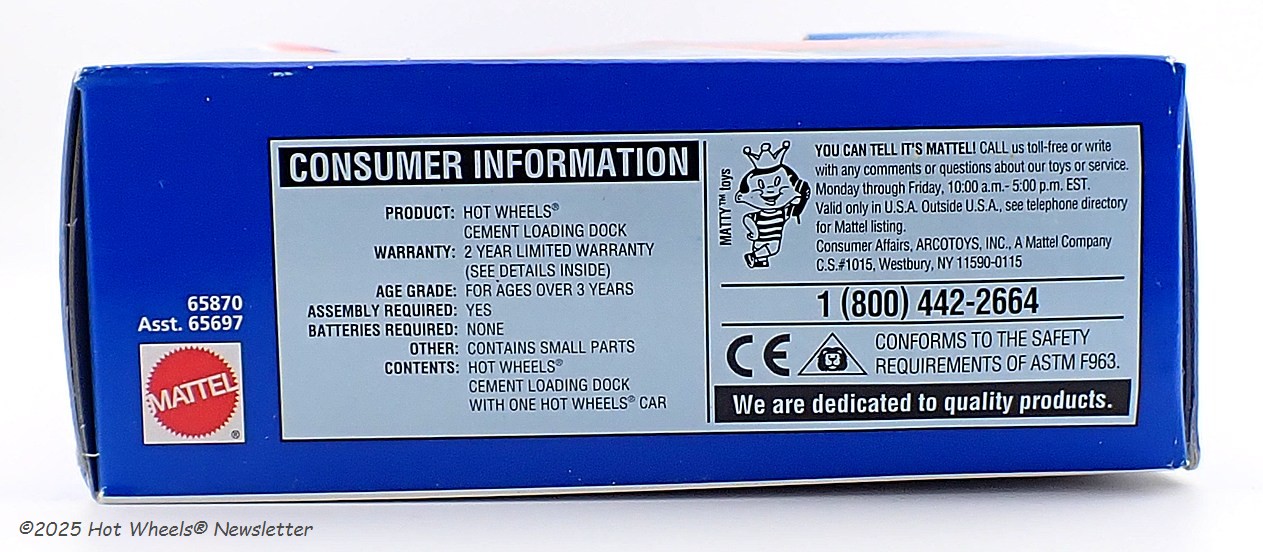 65870
Asst. 65697
MATTEL
®
CONSUMER INFORMATION
PRODUCT: HOT WHEELS®
CEMENT LOADING DOCK
WARRANTY: 2 YEAR LIMITED WARRANTY
(SEE DETAILS INSIDE)
AGE GRADE: FOR AGES OVER 3 YEARS
ASSEMBLY REQUIRED: YES
BATTERIES REQUIRED: NONE
OTHER: CONTAINS SMALL PARTS
CONTENTS: HOT WHEELS®
CEMENT LOADING DOCK
WITH ONE HOT WHEELS® CAR
MATTY™ toys
YOU CAN TELL IT'S MATTEL! CALL us toll-free or write
with any comments or questions about our toys or service.
Monday through Friday, 10:00 a.m.- 5:00 p.m. EST.
Valid only in U.S.A. Outside U.S.A., see telephone directory
for Mattel listing.
Consumer Affairs, ARCOTOYS, INC., A Mattel Company
C.S.#1015, Westbury, NY 11590-0115
1 (800) 442-2664
CE
CONFORMS TO THE SAFETY
REQUIREMENTS OF ASTM F963.
We are dedicated to quality products.
©2025 Hot Wheels® Newsletter